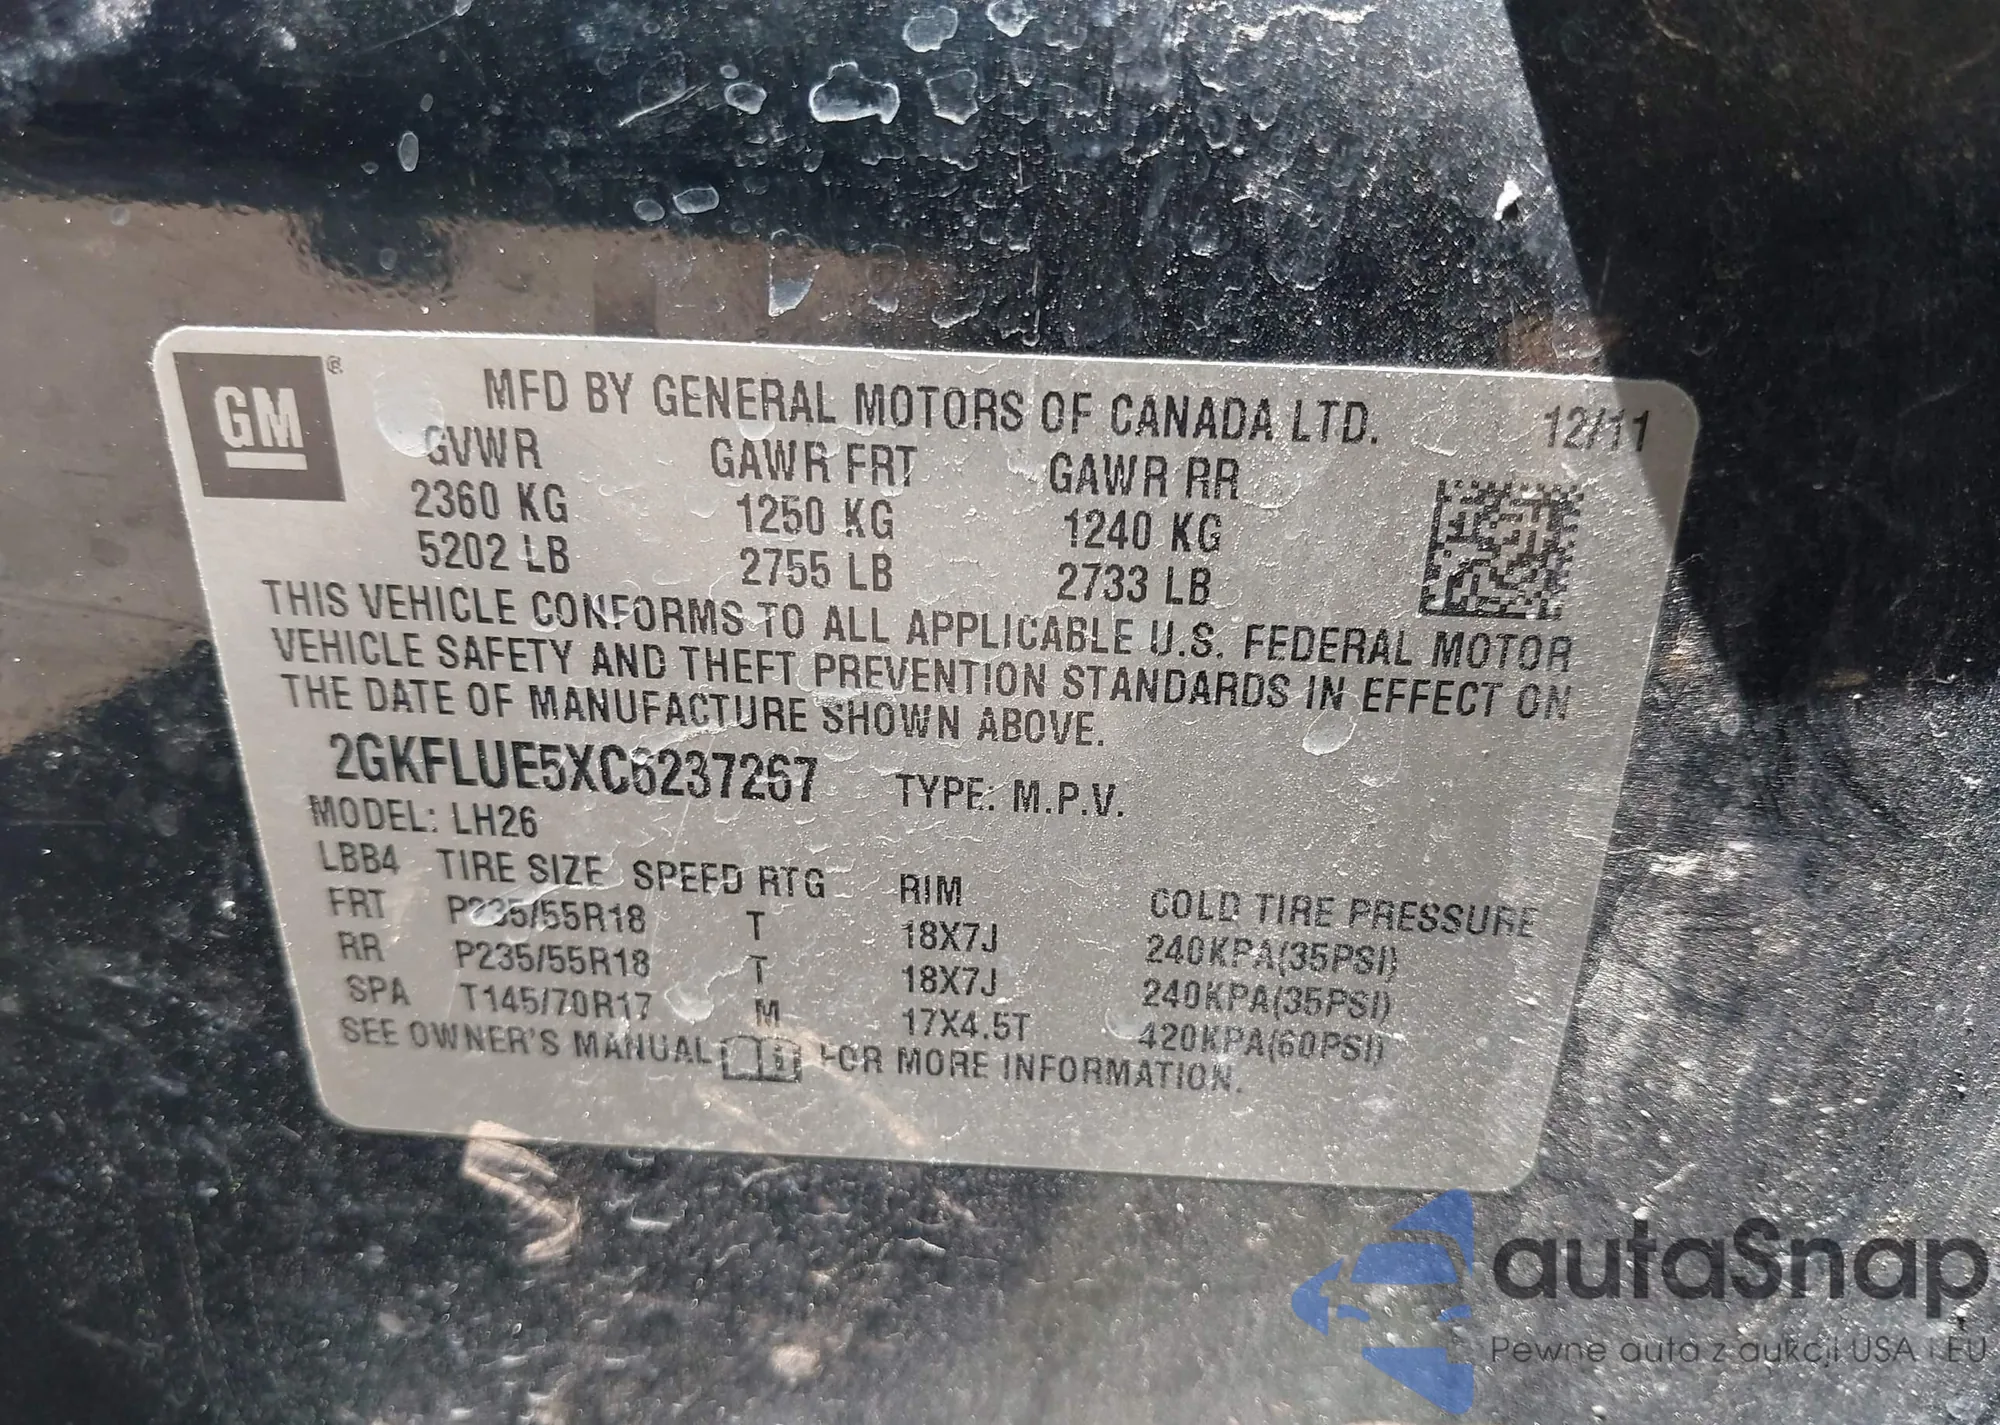 GM ®
MFD BY GENERAL MOTORS OF CANADA LTD. 12/11
GVWR GAWR FRT GAWR RR
2360 KG 1250 KG 1240 KG
5202 LB 2755 LB 2733 LB
THIS VEHICLE CONFORMS TO ALL APPLICABLE U.S. FEDERAL MOTOR
VEHICLE SAFETY AND THEFT PREVENTION STANDARDS IN EFFECT ON
THE DATE OF MANUFACTURE SHOWN ABOVE.
2GKFLUE5XC6237267 TYPE: M.P.V.
MODEL: LH26
LBB4 TIRE SIZE SPEED RTG RIM COLD TIRE PRESSURE
FRT P235/55R18 T 18X7J 240KPA(35PSI)
RR P235/55R18 T 18X7J 240KPA(35PSI)
SPA T145/70R17 M 17X4.5T 420KPA(60PSI)
SEE OWNER'S MANUAL FOR MORE INFORMATION.
autaSnap
Pewne auta z aukcji USA i EU